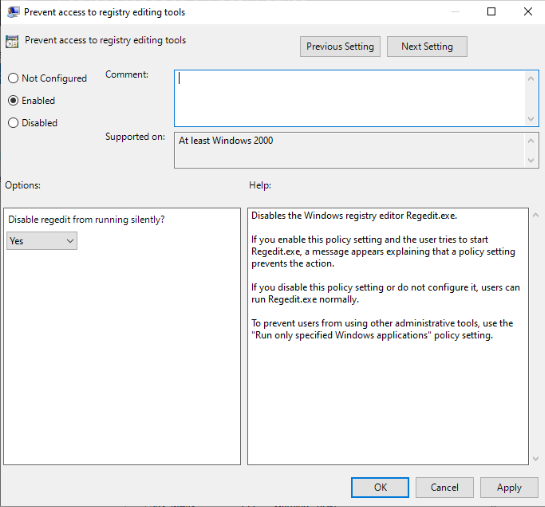 Prevent access to registry editing tools
Prevent access to registry editing tools
Previous Setting
Next Setting
Not Configured
Comment:
Enabled
Disabled
Supported on:
At least Windows 2000
Options:
Help:
Disable regedit from running silently?
Yes
Disables the Windows registry editor Regedit.exe.
If you enable this policy setting and the user tries to start
Regedit.exe, a message appears explaining that a policy setting
prevents the action.
If you disable this policy setting or do not configure it, users can
run Regedit.exe normally.
To prevent users from using other administrative tools, use the
"Run only specified Windows applications" policy setting.
OK
Cancel
Apply